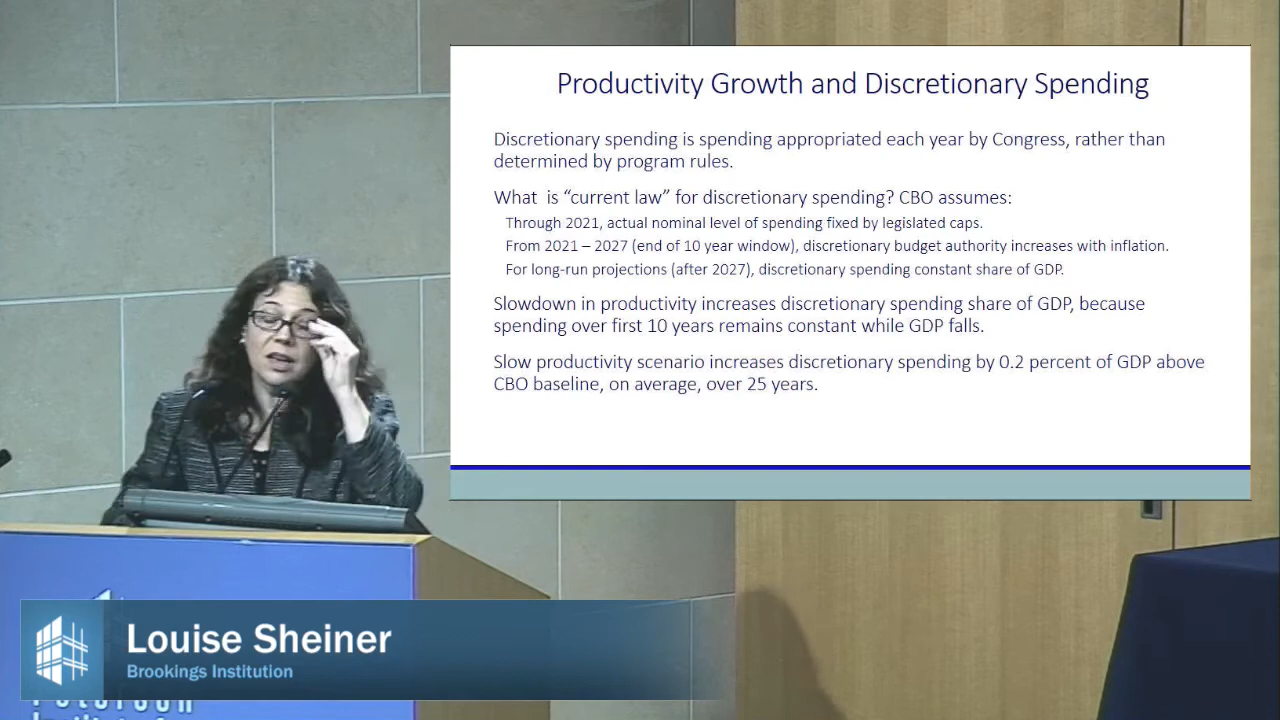 Productivity Growth and Discretionary Spending
Discretionary spending is spending appropriated each year by Congress, rather than
determined by program rules.
What is “current law” for discretionary spending? CBO assumes:
Through 2021, actual nominal level of spending fixed by legislated caps.
From 2021 – 2027 (end of 10 year window), discretionary budget authority increases with inflation.
For long-run projections (after 2027), discretionary spending constant share of GDP.
Slowdown in productivity increases discretionary spending share of GDP, because
spending over first 10 years remains constant while GDP falls.
Slow productivity scenario increases discretionary spending by 0.2 percent of GDP above
CBO baseline, on average, over 25 years.
Louise Sheiner
Brookings Institution